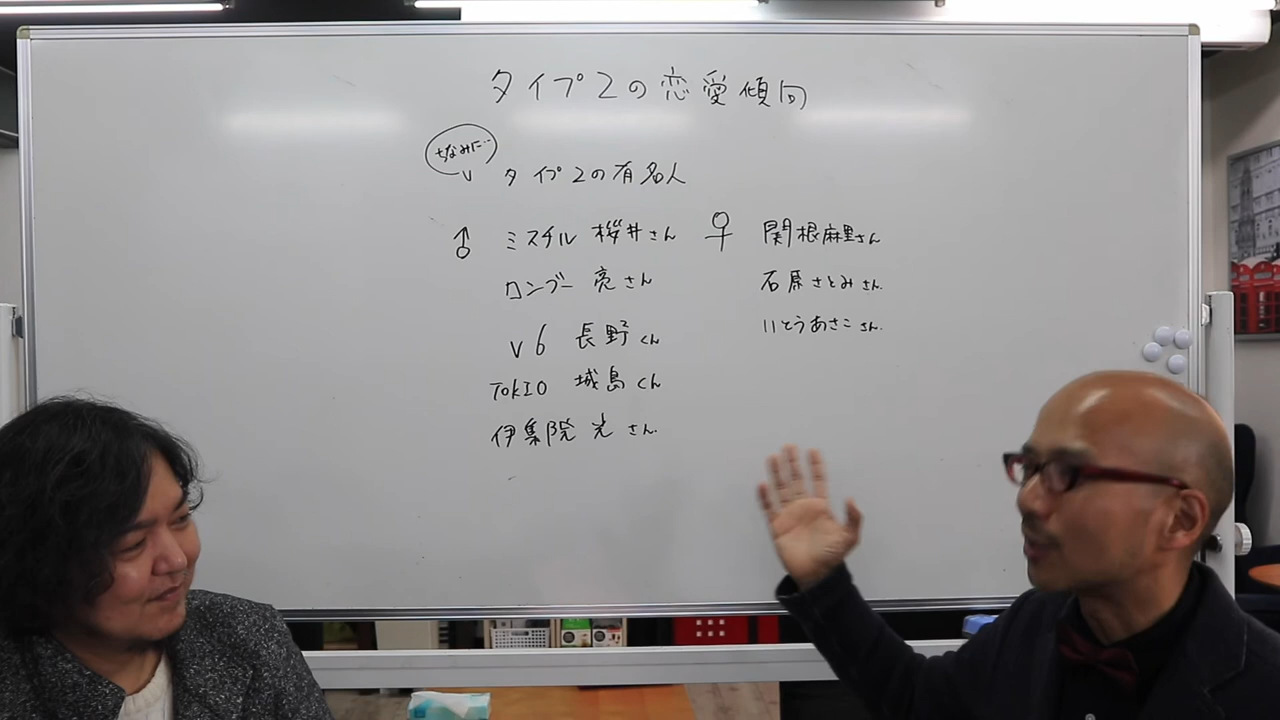 タイプ2の恋愛傾向
ちなみに…
タイプ2の有名人
♂ ミスチル 桜井さん
カンブー 亮さん
V6 長野くん
TOKIO 城島くん
伊集院 光さん
♀ 関根麻里さん
石原さとみさん
いとうあさこさん